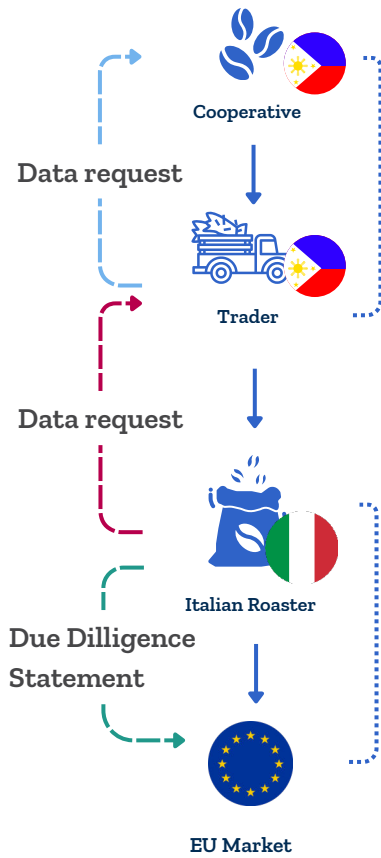 Cooperative
Data request
Trader
Data request
Italian Roaster
Due Dilligence
Statement
EU Market